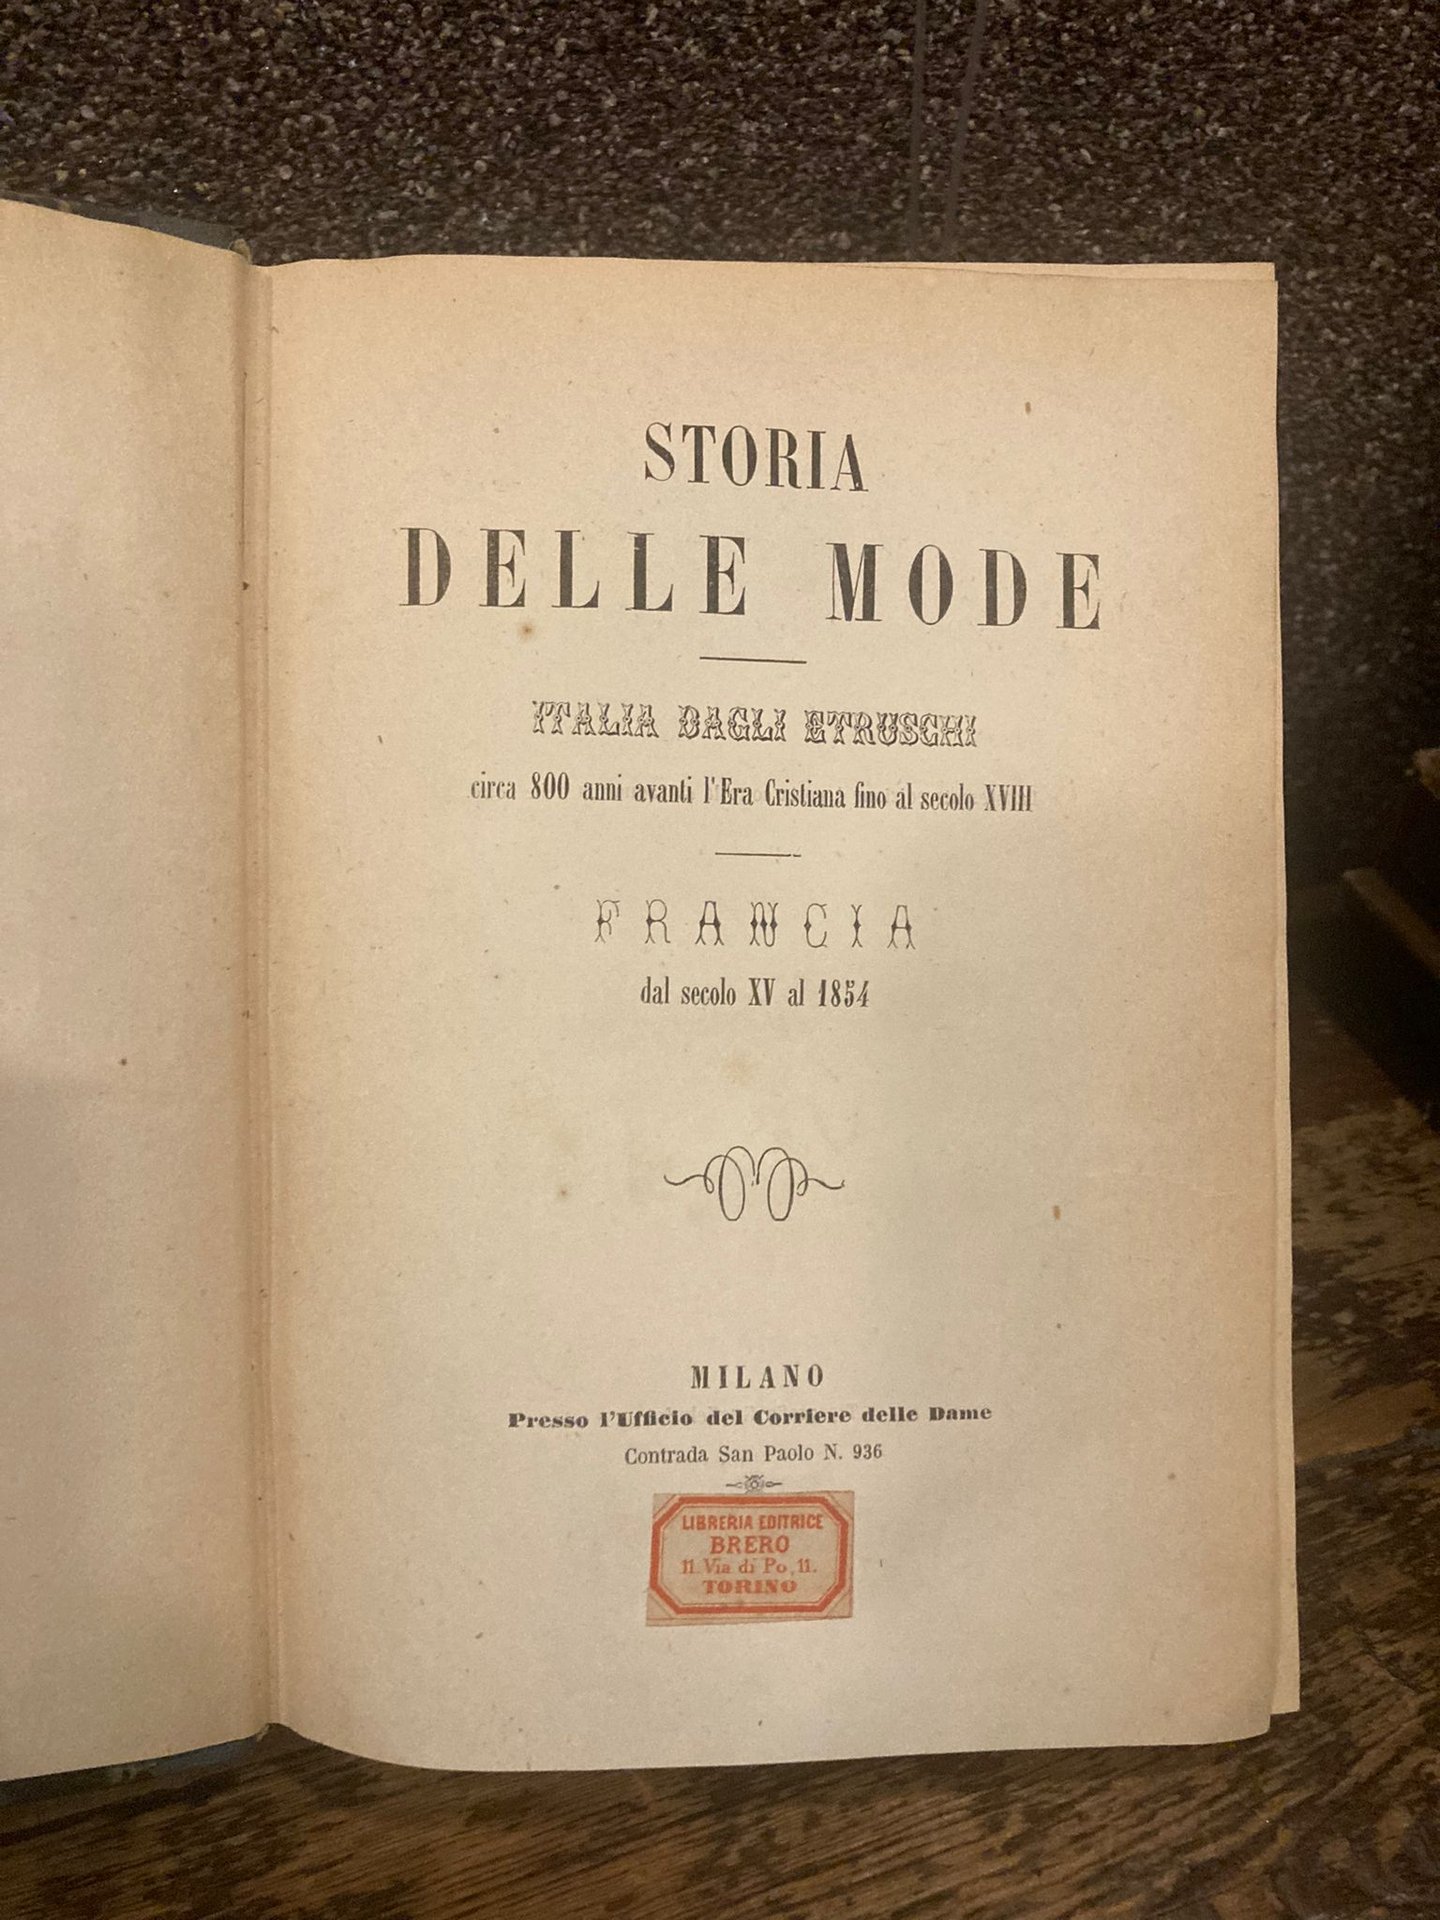 STORIA
DELLE MODE
ITALIA DAGLI ETRUSCHI
circa 800 anni avanti l'Era Cristiana fino al secolo XVIII
FRANCIA
dal secolo XV al 1854
MILANO
Presso l'Ufficio del Corriere delle Dame
Contrada San Paolo N. 936
LIBRERIA EDITRICE
BRERO
11. Via di Po, 11.
TORINO